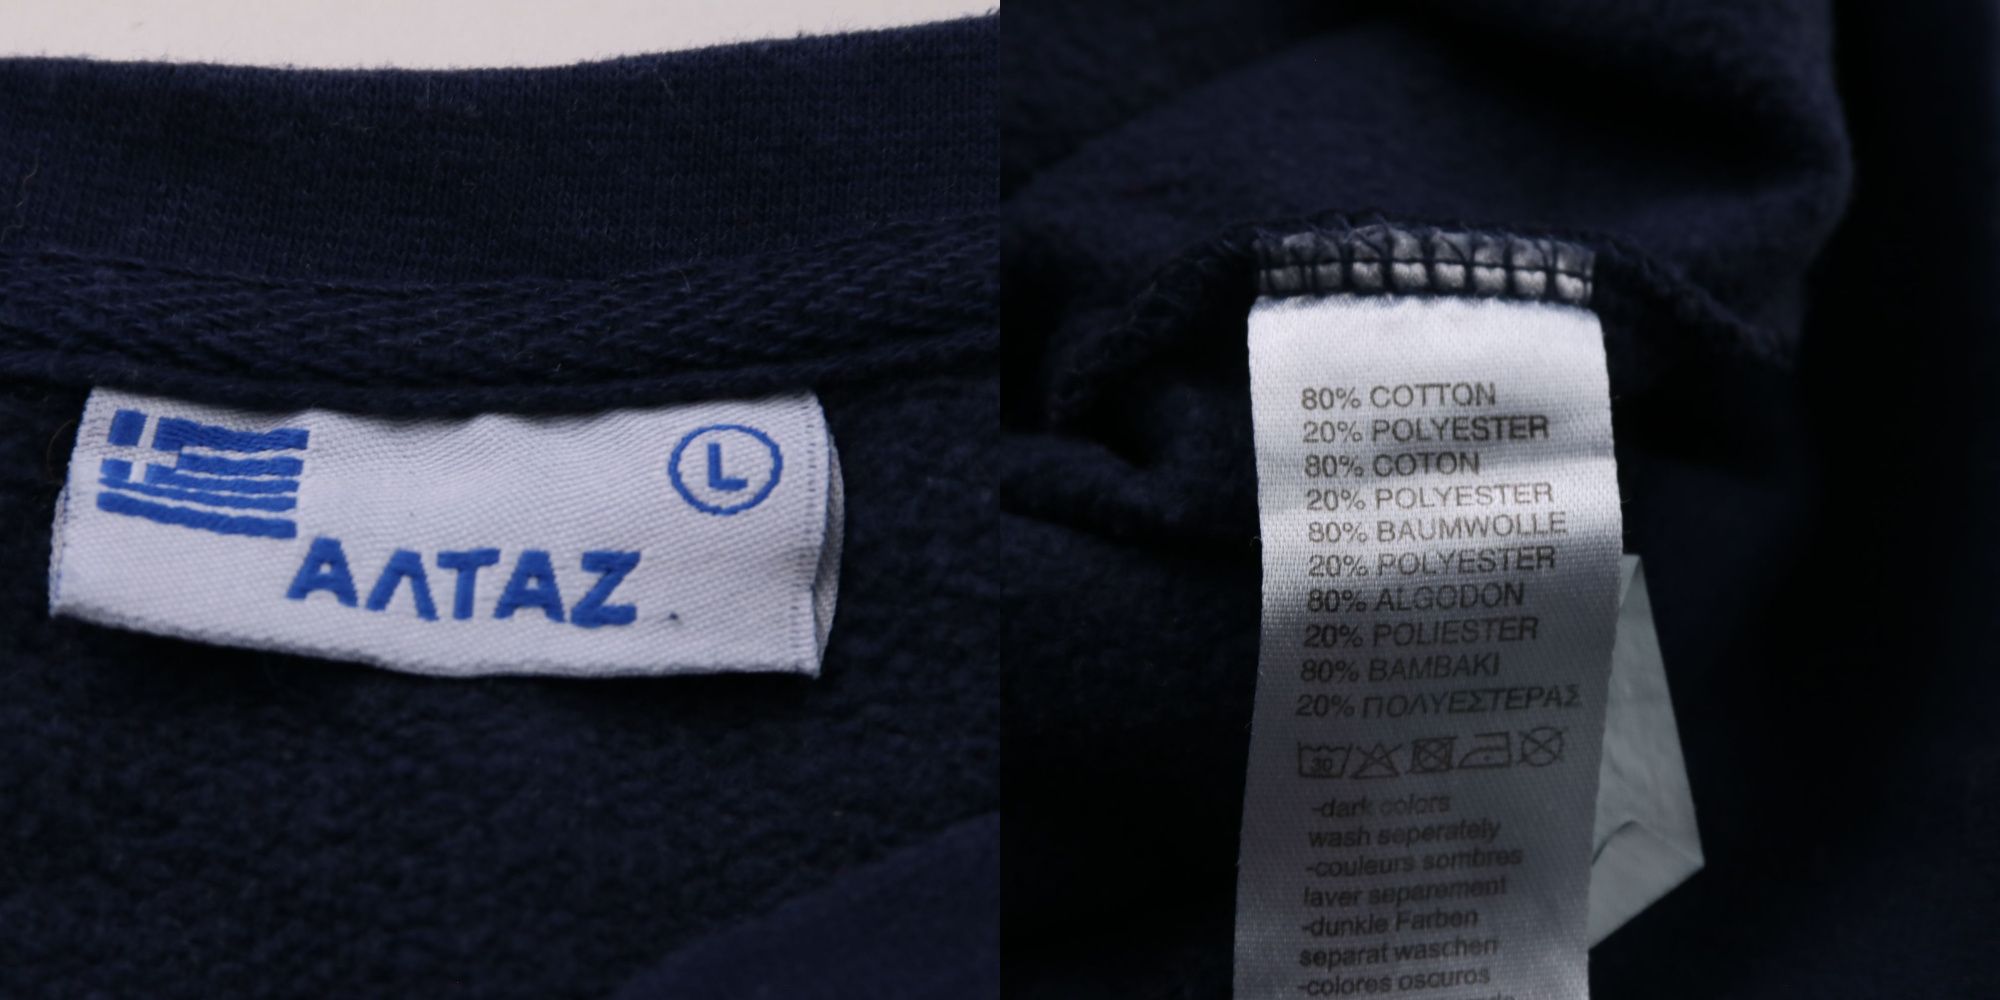 L
ΑΛΤΑΖ
80% COTTON
20% POLYESTER
80% COTON
20% POLYESTER
80% BAUMWOLLE
20% POLYESTER
80% ALGODON
20% POLIESTER
80% BAMBAKI
20% ΠΟΛΥΕΣΤΕΡΑΣ
30
-dark colors
wash seperately
-couleurs sombres
laver separement
-dunkle Farben
separat waschen
-colores oscuros